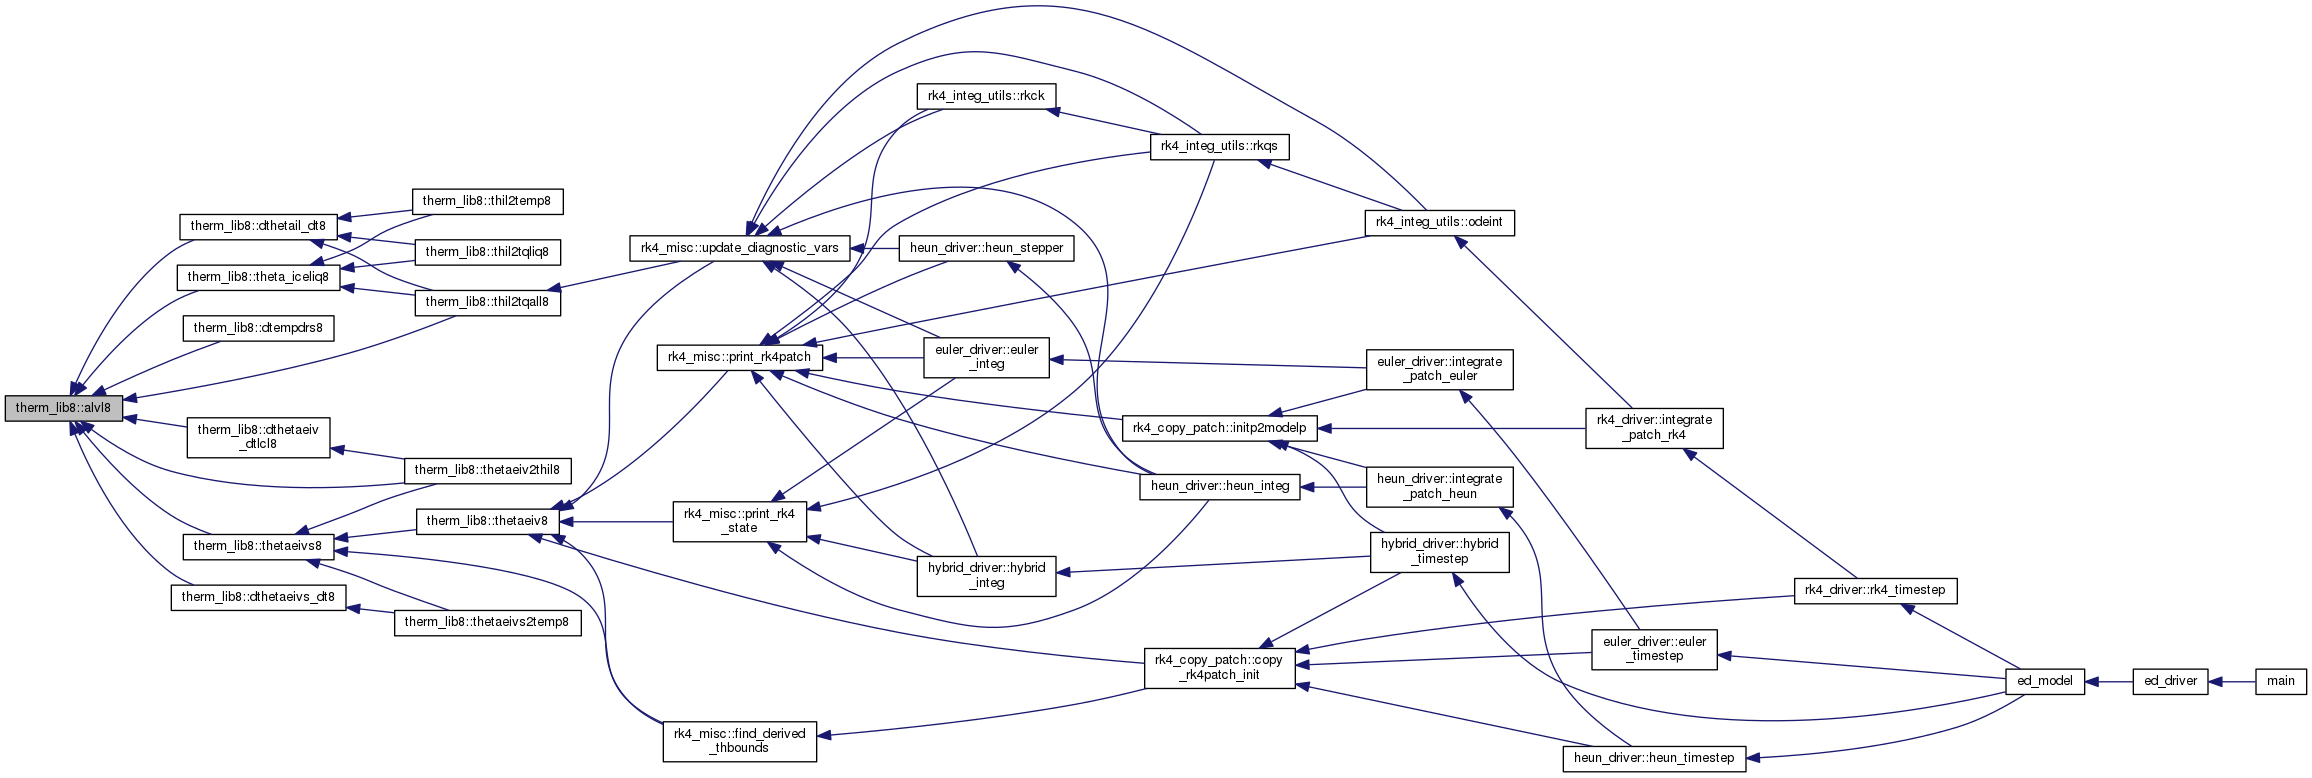 therm_lib8::alvl8
therm_lib8::dthetail_dt8
therm_lib8::theta_iceliq8
therm_lib8::dtempdrs8
therm_lib8::dthetaeiv
_dtlcl8
therm_lib8::thetaeivs8
therm_lib8::dthetaeivs_dt8
therm_lib8::thil2temp8
therm_lib8::thil2tqliq8
therm_lib8::thil2tqall8
therm_lib8::thetaeiv2thil8
therm_lib8::thetaeiv8
therm_lib8::thetaeivs2temp8
rk4_misc::update_diagnostic_vars
rk4_misc::print_rk4patch
rk4_misc::print_rk4
_state
rk4_misc::find_derived
_thbounds
rk4_integ_utils::rkck
heun_driver::heun_stepper
euler_driver::euler
_integ
hybrid_driver::hybrid
_integ
rk4_integ_utils::rkqs
rk4_copy_patch::initp2modelp
heun_driver::heun_integ
rk4_copy_patch::copy
_rk4patch_init
rk4_integ_utils::odeint
euler_driver::integrate
_patch_euler
heun_driver::integrate
_patch_heun
hybrid_driver::hybrid
_timestep
rk4_driver::integrate
_patch_rk4
euler_driver::euler
_timestep
heun_driver::heun_timestep
rk4_driver::rk4_timestep
ed_model
ed_driver
main